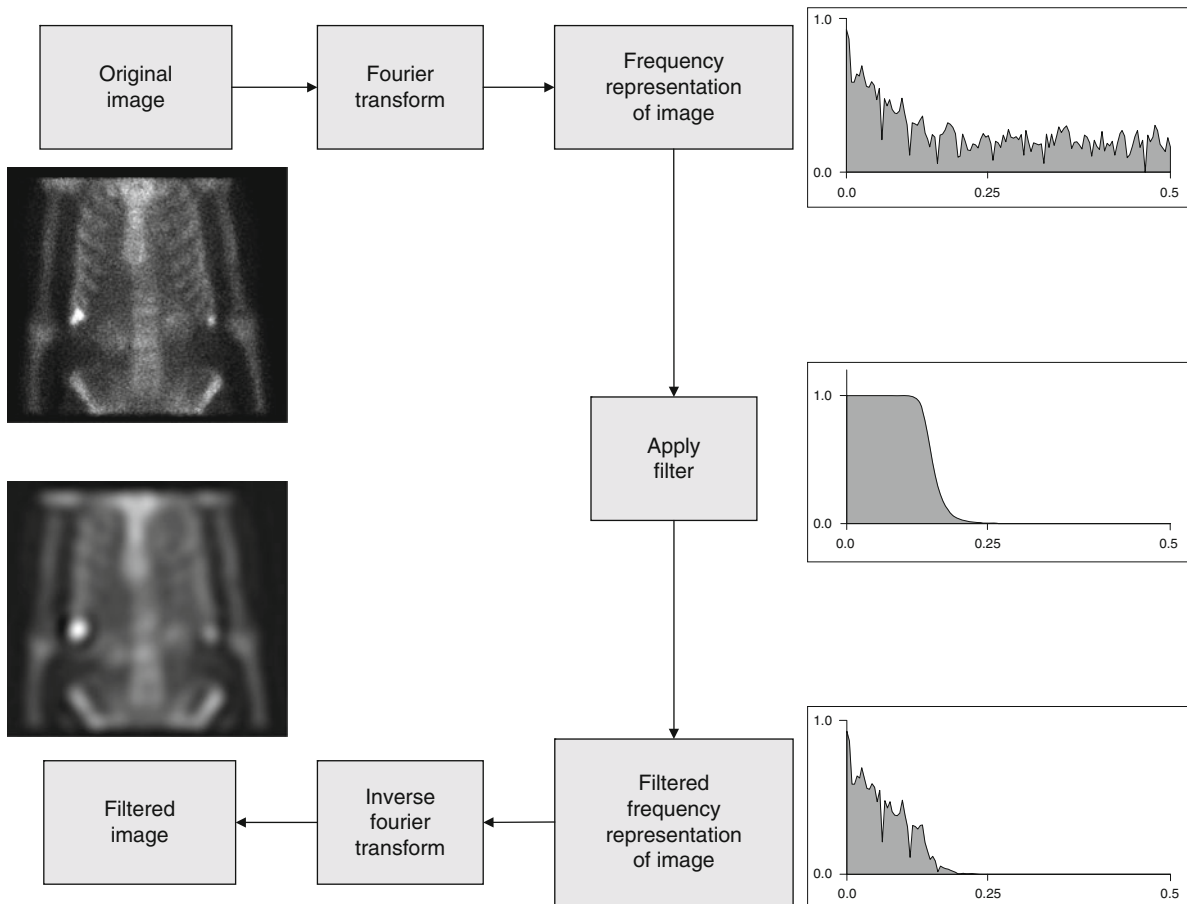 Original
image
Fourier
transform
Frequency
representation
of image
1.0
0.0
0.0
0.25
0.5
Apply
filter
1.0
0.0
0.0
0.25
0.5
Filtered
image
Inverse
fourier
transform
Filtered
frequency
representation
of image
1.0
0.0
0.0
0.25
0.5